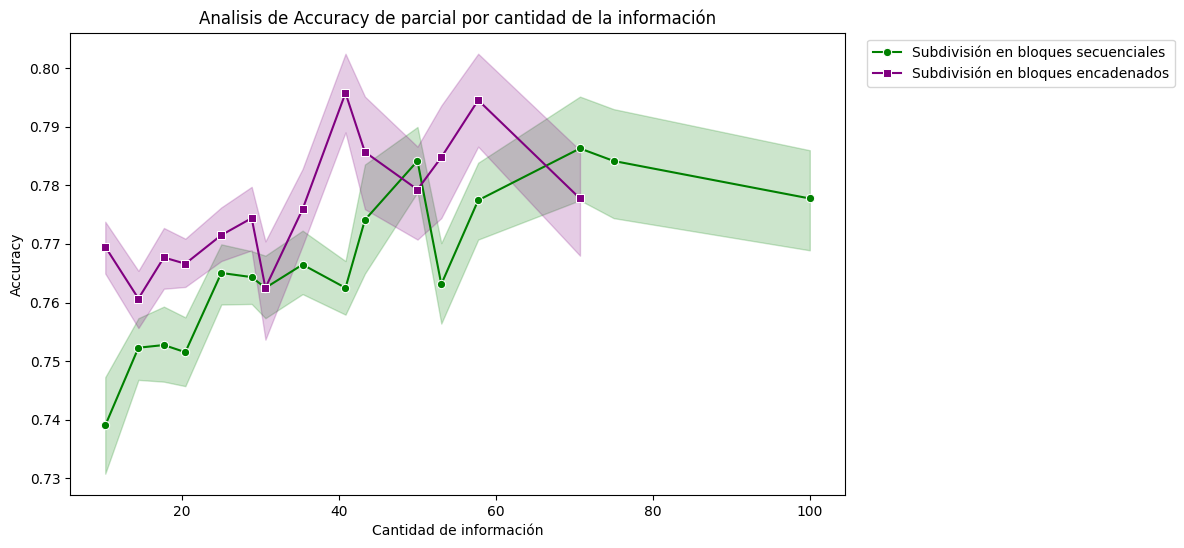 Analisis de Accuracy de parcial por cantidad de la información
Subdivisión en bloques secuenciales
Subdivisión en bloques encadenados
Accuracy
0.80
0.79
0.78
0.77
0.76
0.75
0.74
0.73
20
40
60
80
100
Cantidad de información